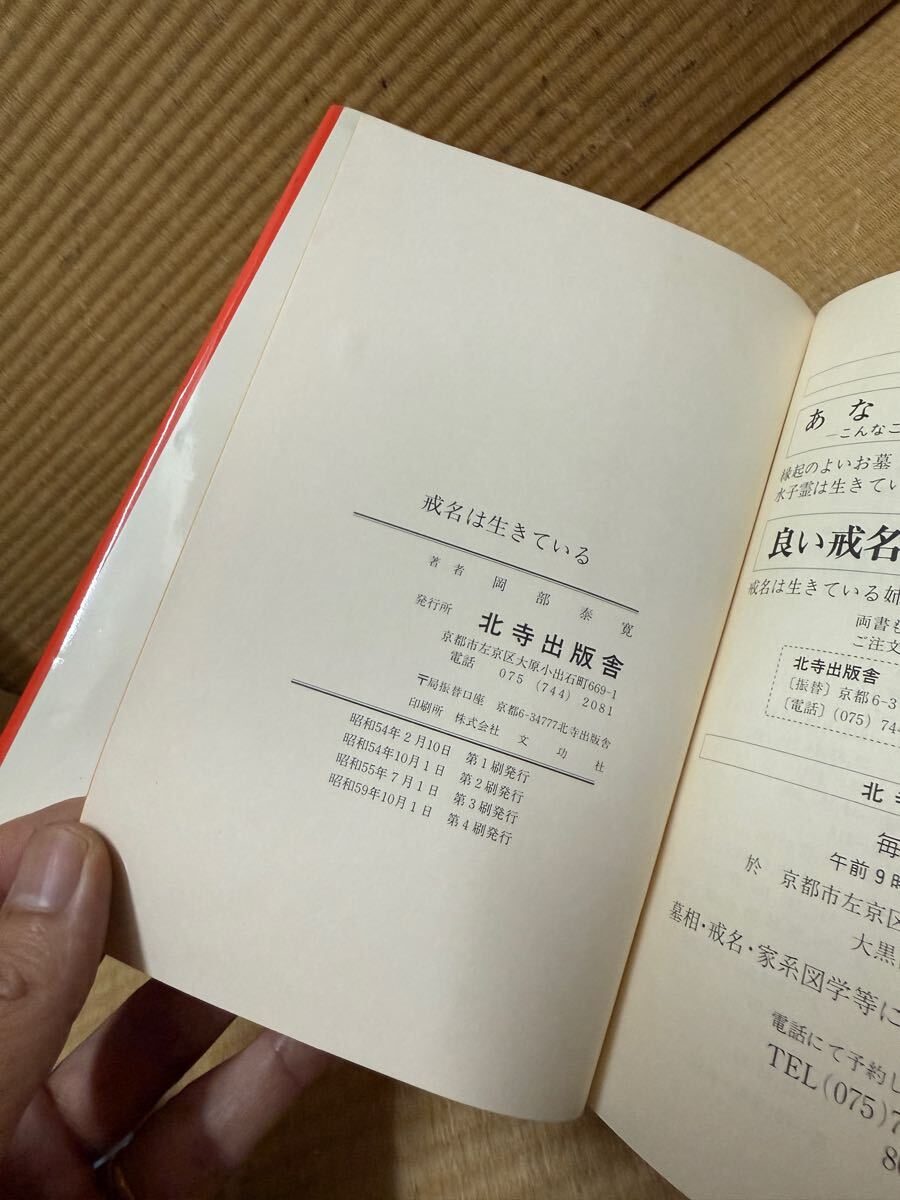 戒名は生きている
著者 岡部泰寛
発行所 北寺出版舎
京都市左京区大原小出石町669-1
電話 075 (744) 2081
〒局振替口座 京都6-34777北寺出版舎
印刷所 株式会社 文功社
昭和54年2月10日 第1刷発行
昭和54年10月1日 第2刷発行
昭和55年7月1日 第3刷発行
昭和59年10月1日 第4刷発行
あな
―こんなこ
縁起のよいお墓
水子霊は生きてい
良い戒名
戒名は生きている姉
両書も
ご注文
北寺出版舎
〔振替〕京都6-3
〔電話〕(075) 744
北
毎
午前9時
於 京都市左京区
大黒
墓相・戒名・家系図学等に
電話にて予約し
TEL(075)7